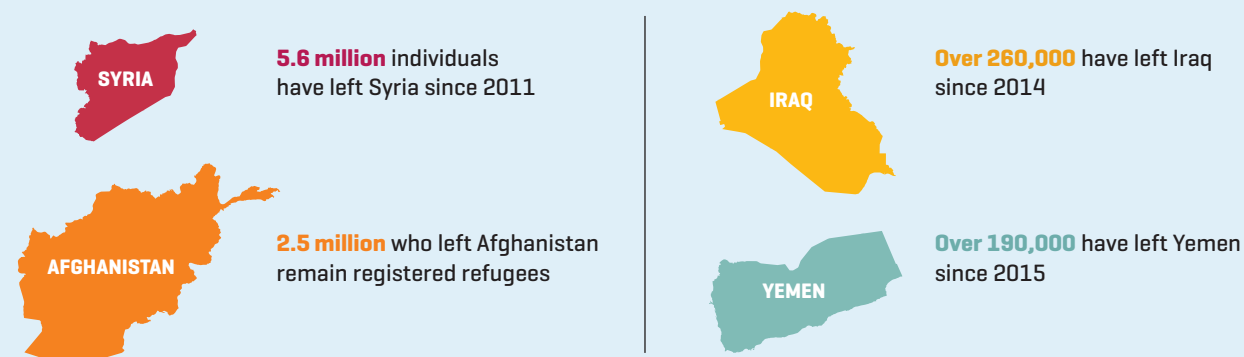 SYRIA
5.6 million individuals
have left Syria since 2011
AFGHANISTAN
2.5 million who left Afghanistan
remain registered refugees
IRAQ
Over 260,000 have left Iraq
since 2014
YEMEN
Over 190,000 have left Yemen
since 2015